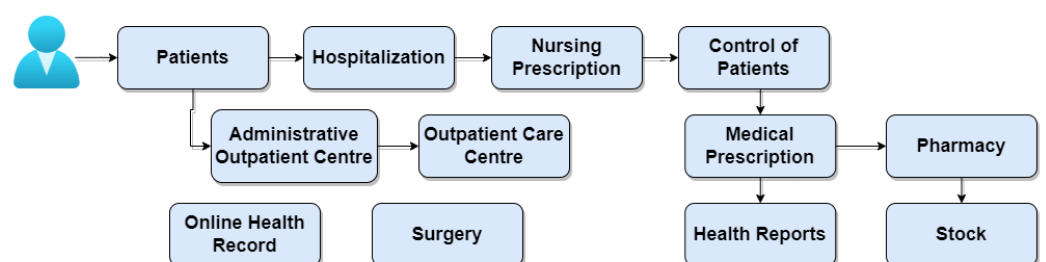 Patients
Hospitalization
Nursing
Prescription
Control of
Patients
Administrative
Outpatient Centre
Outpatient Care
Centre
Medical
Prescription
Pharmacy
Online Health
Record
Surgery
Health Reports
Stock